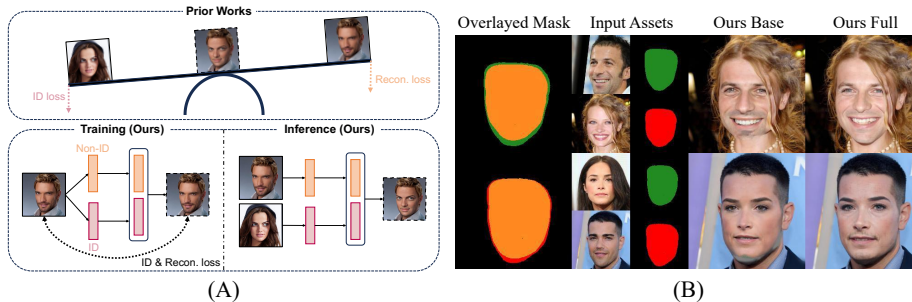 Prior Works
ID loss
Recon. loss
Training (Ours)
Non-ID
ID
ID & Recon. loss
Inference (Ours)
(A)
Overlayed Mask Input Assets Ours Base Ours Full
(B)